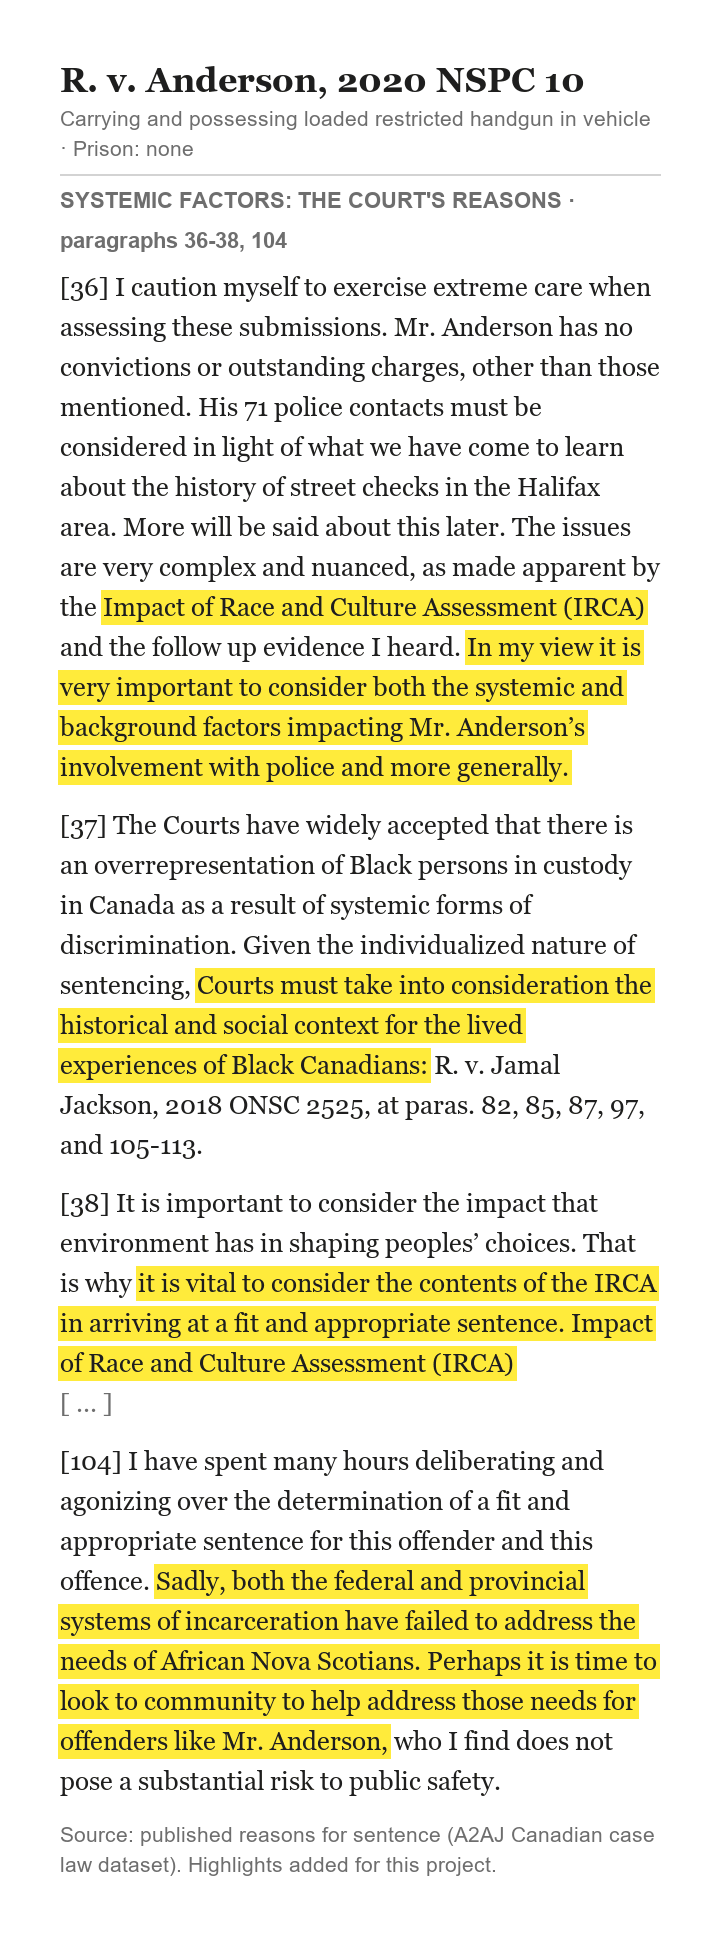 R. v. Anderson, 2020 NSPC 10
Carrying and possessing loaded restricted handgun in vehicle
· Prison: none
SYSTEMIC FACTORS: THE COURT'S REASONS ·
paragraphs 36-38, 104
[36] I caution myself to exercise extreme care when
assessing these submissions. Mr. Anderson has no
convictions or outstanding charges, other than those
mentioned. His 71 police contacts must be
considered in light of what we have come to learn
about the history of street checks in the Halifax
area. More will be said about this later. The issues
are very complex and nuanced, as made apparent by
the Impact of Race and Culture Assessment (IRCA)
and the follow up evidence I heard. In my view it is
very important to consider both the systemic and
background factors impacting Mr. Anderson’s
involvement with police and more generally.
[37] The Courts have widely accepted that there is
an overrepresentation of Black persons in custody
in Canada as a result of systemic forms of
discrimination. Given the individualized nature of
sentencing, Courts must take into consideration the
historical and social context for the lived
experiences of Black Canadians: R. v. Jamal
Jackson, 2018 ONSC 2525, at paras. 82, 85, 87, 97,
and 105-113.
[38] It is important to consider the impact that
environment has in shaping peoples’ choices. That
is why it is vital to consider the contents of the IRCA
in arriving at a fit and appropriate sentence. Impact
of Race and Culture Assessment (IRCA)
[ ... ]
[104] I have spent many hours deliberating and
agonizing over the determination of a fit and
appropriate sentence for this offender and this
offence. Sadly, both the federal and provincial
systems of incarceration have failed to address the
needs of African Nova Scotians. Perhaps it is time to
look to community to help address those needs for
offenders like Mr. Anderson, who I find does not
pose a substantial risk to public safety.
Source: published reasons for sentence (A2AJ Canadian case
law dataset). Highlights added for this project.